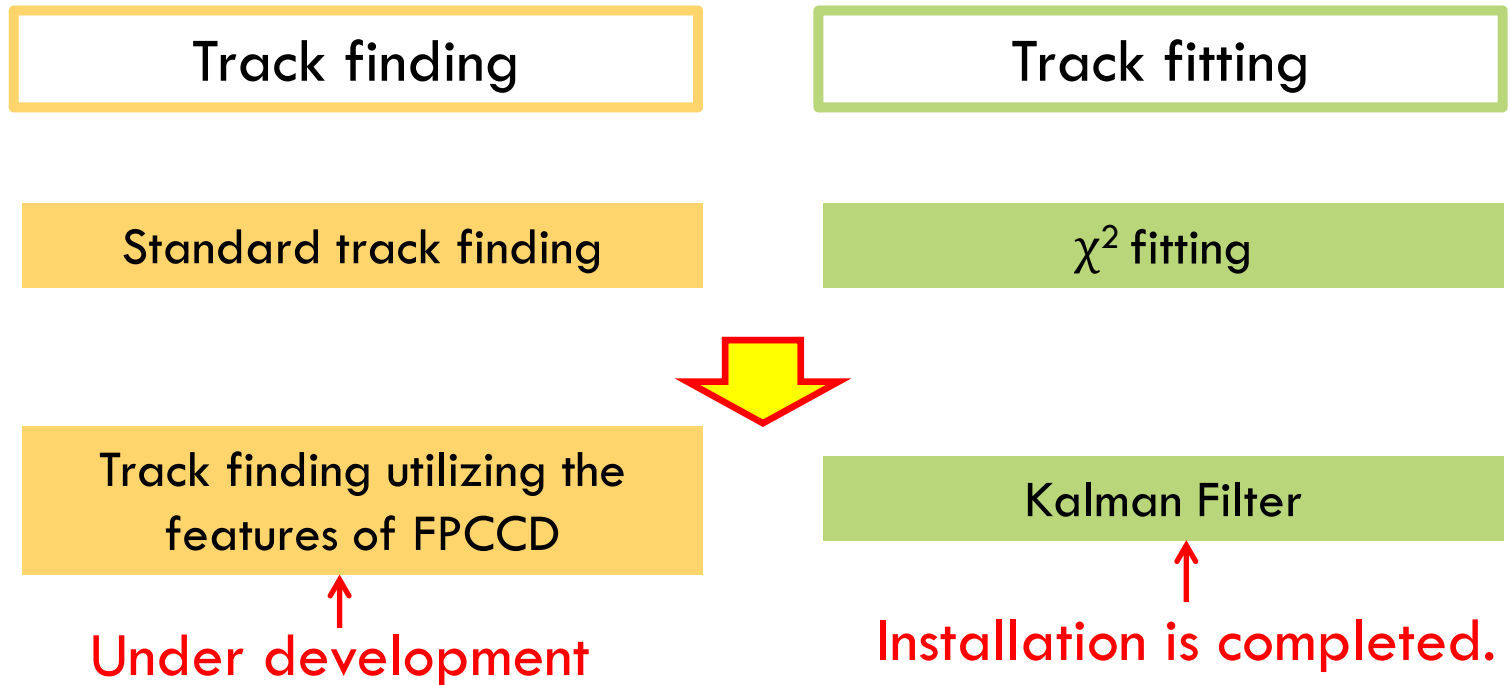 Track finding
Track fitting
Standard track finding
χ² fitting
Track finding utilizing the
features of FPCCD
Kalman Filter
Under development
Installation is completed.